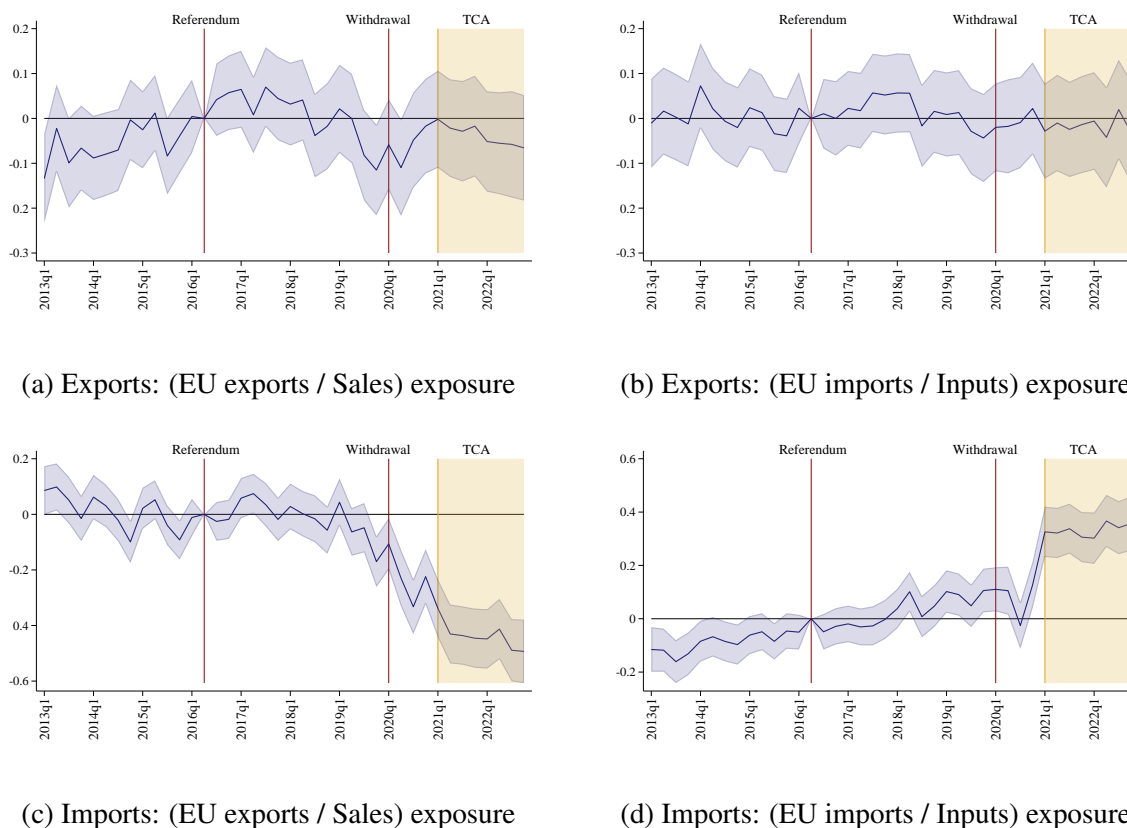 Referendum Withdrawal TCA
0.2
0.1
0
0.1
0.2
-0.3
2013q1 2014q1 2015q1 2016q1 2017q1 2018q1 2019q1 2020q1 2021q1 2022q1
(a) Exports: (EU exports / Sales) exposure
Referendum Withdrawal TCA
0.2
0.1
0
0.1
0.2
-0.3
2013q1 2014q1 2015q1 2016q1 2017q1 2018q1 2019q1 2020q1 2021q1 2022q1
(b) Exports: (EU imports / Inputs) exposure
Referendum Withdrawal TCA
0.2
0
-0.2
-0.4
-0.6
2013q1 2014q1 2015q1 2016q1 2017q1 2018q1 2019q1 2020q1 2021q1 2022q1
(c) Imports: (EU exports / Sales) exposure
Referendum Withdrawal TCA
0.6
0.4
0.2
0
-0.2
2013q1 2014q1 2015q1 2016q1 2017q1 2018q1 2019q1 2020q1 2021q1 2022q1
(d) Imports: (EU imports / Inputs) exposure